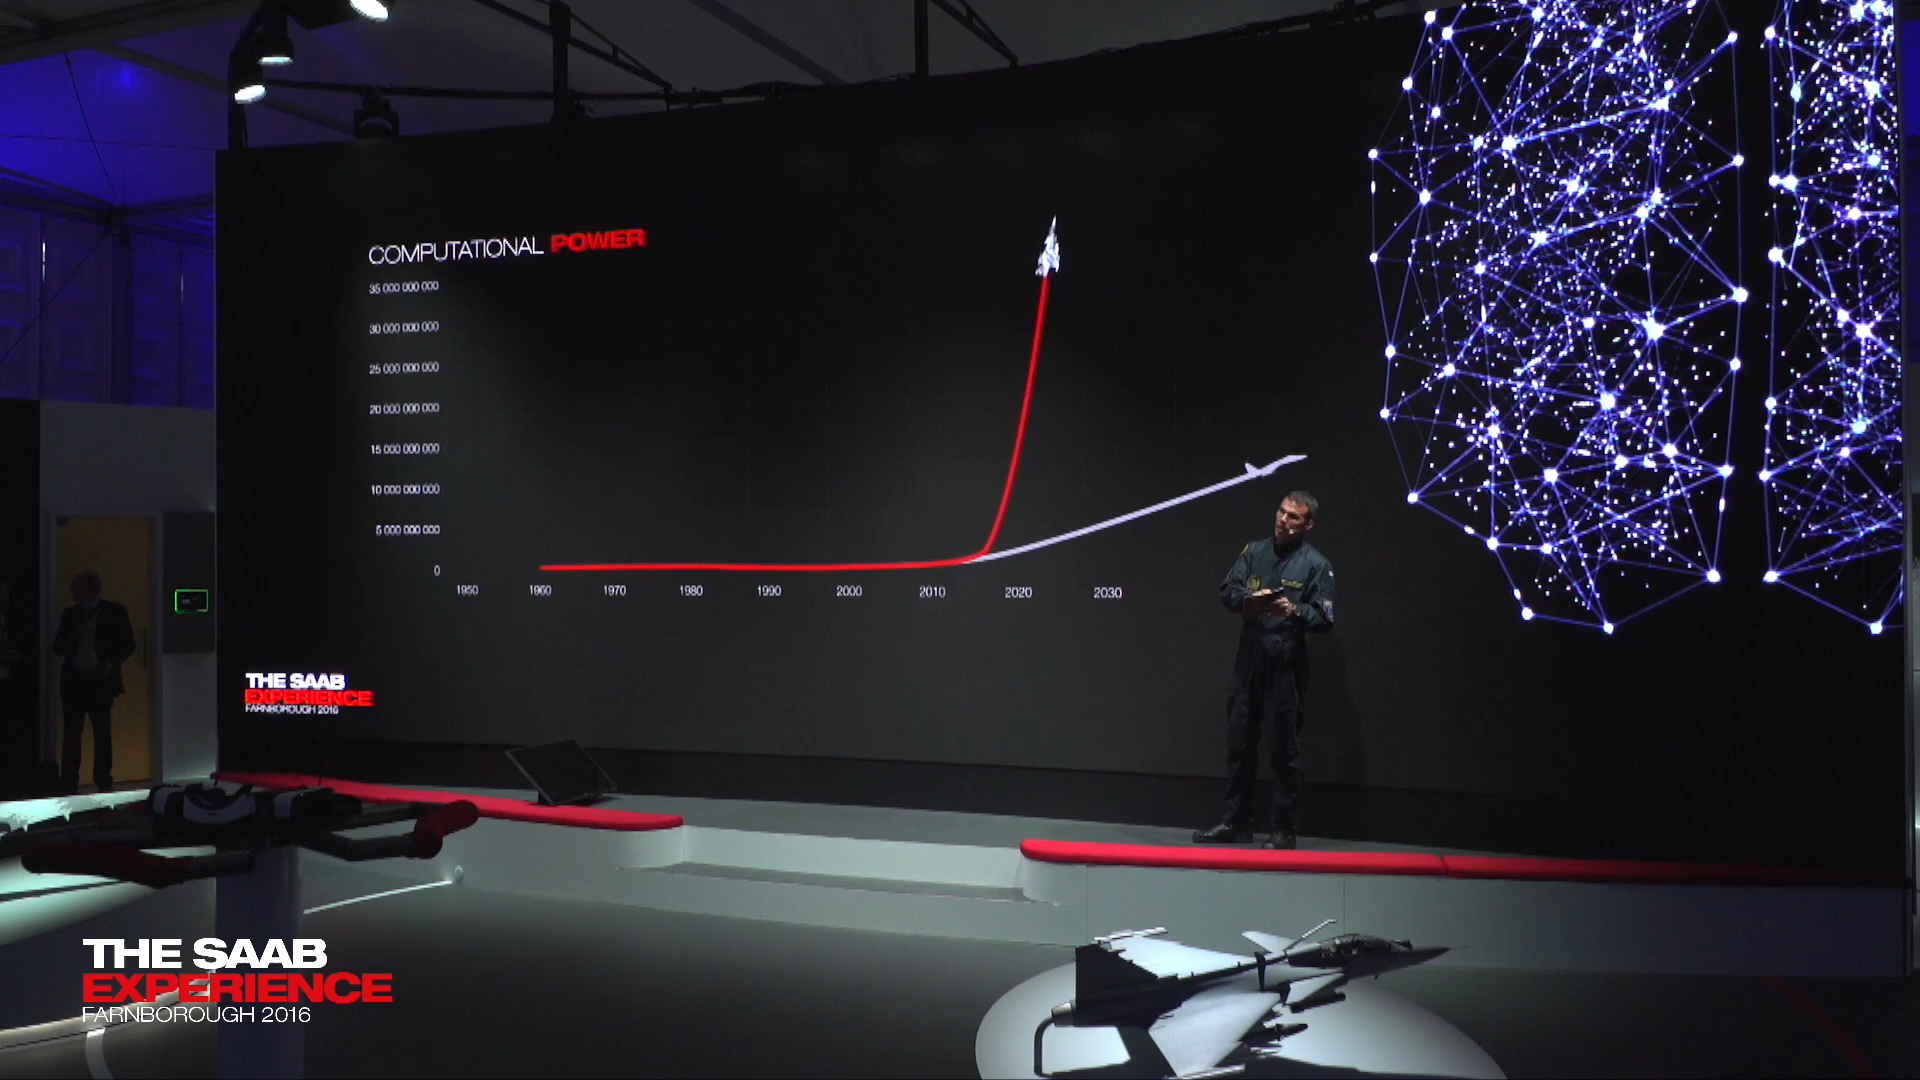 COMPUTATIONAL POWER
35 000 000 000
30 000 000 000
25 000 000 000
20 000 000 000
15 000 000 000
10 000 000 000
5 000 000 000
0
1950 1960 1970 1980 1990 2000 2010 2020 2030
THE SAAB
EXPERIENCE
FARNBOROUGH 2016
THE SAAB
EXPERIENCE
FARNBOROUGH 2016